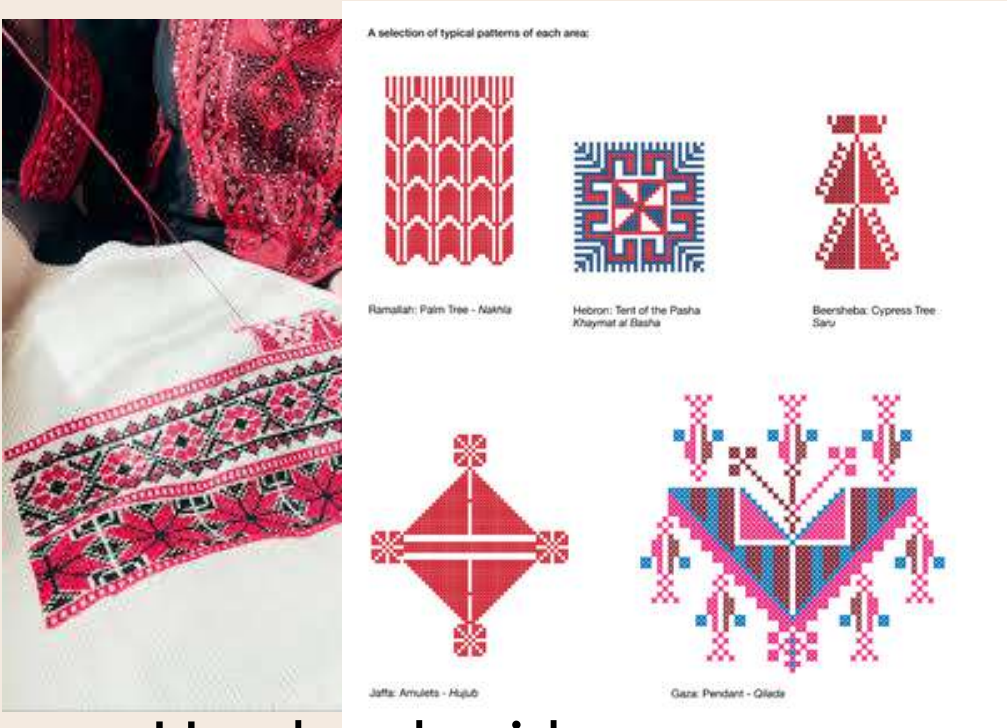 A selection of typical patterns of each area:
Ramallah: Palm Tree - Nakhla
Hebron: Tent of the Pasha
Khaymat al Basha
Beersheba: Cypress Tree
Saru
Jaffa: Amulets - Hujub
Gaza: Pendant - Qilada